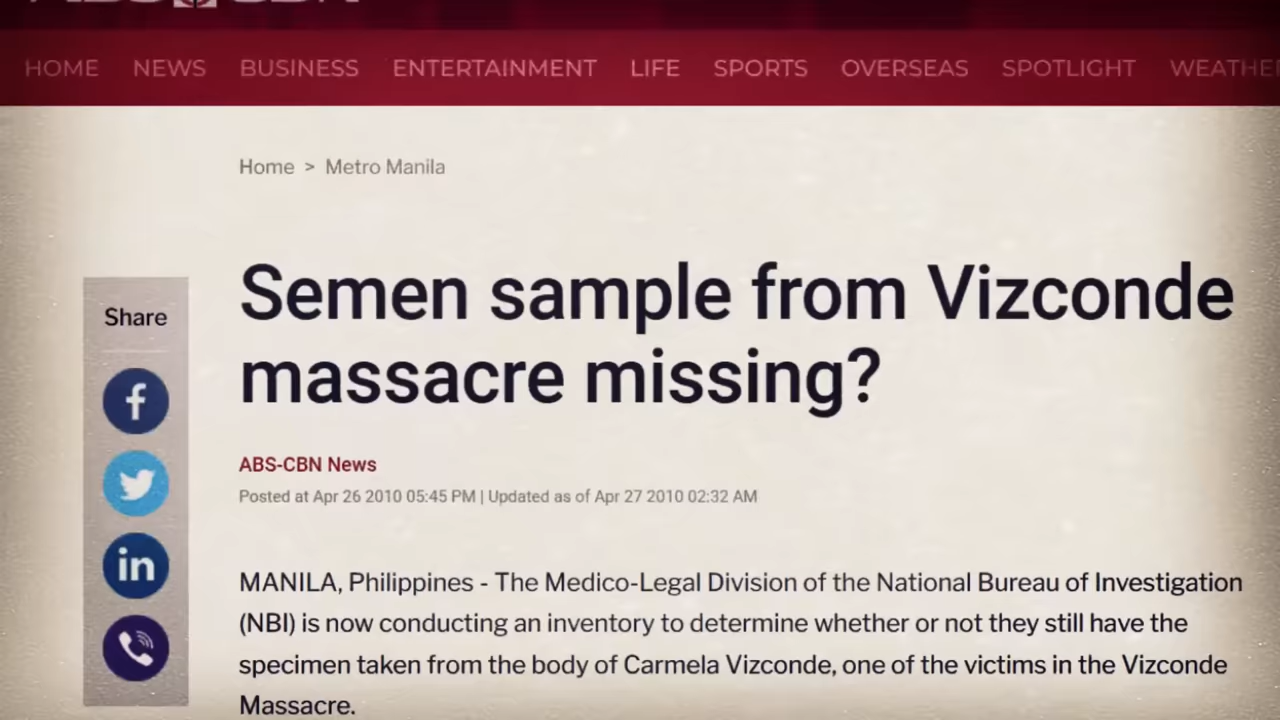 HOME NEWS BUSINESS ENTERTAINMENT LIFE SPORTS OVERSEAS SPOTLIGHT
Home > Metro Manila
Semen sample from Vizconde
massacre missing?
Share
ABS-CBN News
Posted at Apr 26 2010 05:45 PM | Updated as of Apr 27 2010 02:32 AM
MANILA, Philippines - The Medico-Legal Division of the National Bureau of Investigation
(NBI) is now conducting an inventory to determine whether or not they still have the
specimen taken from the body of Carmela Vizconde, one of the victims in the Vizconde
Massacre.